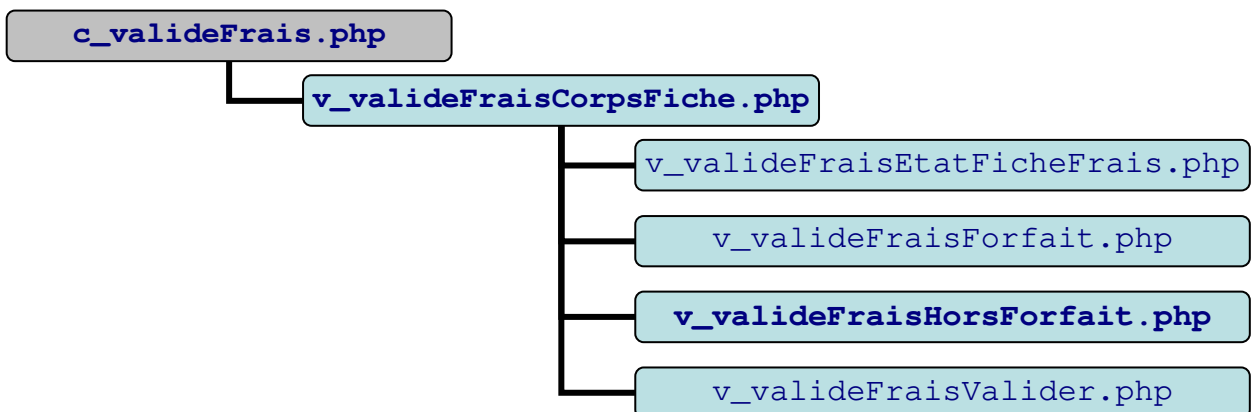 c_valideFrais.php
v_valideFraisCorpsFiche.php
v_valideFraisEtatFicheFrais.php
v_valideFraisForfait.php
v_valideFraisHorsForfait.php
v_valideFraisValider.php